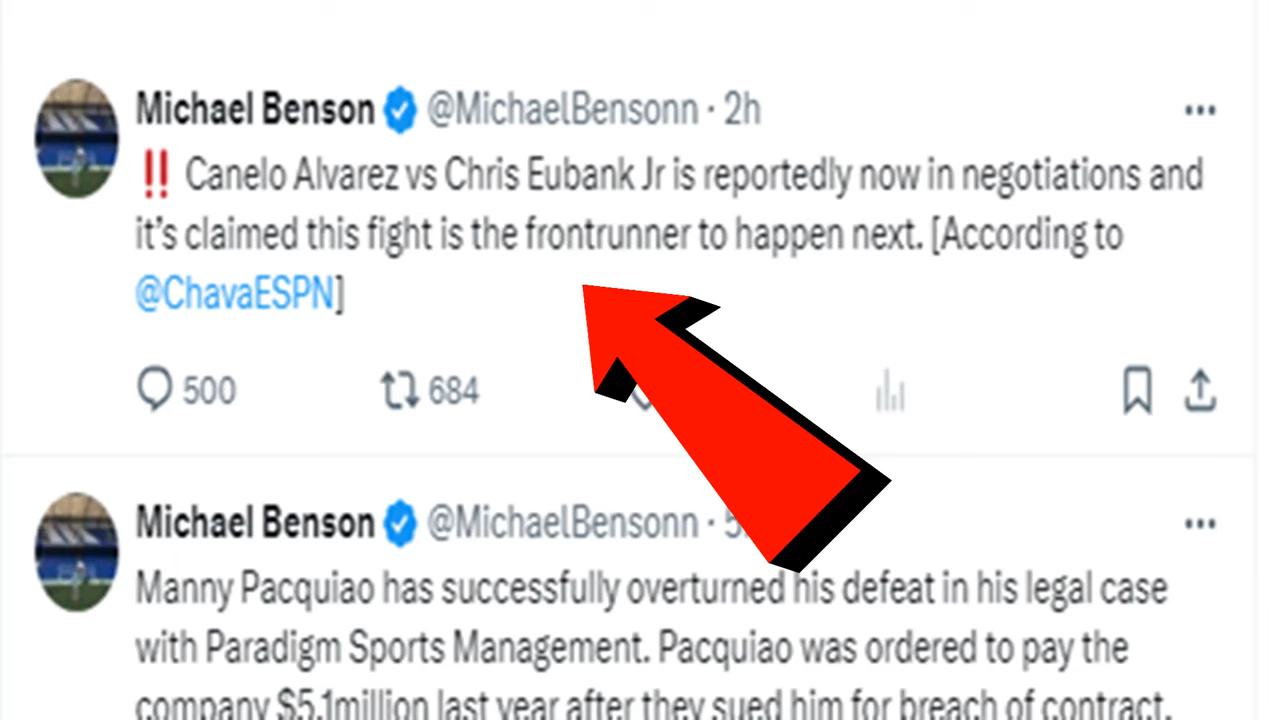 Michael Benson @MichaelBensonn · 2h
‼️ Canelo Alvarez vs Chris Eubank Jr is reportedly now in negotiations and
it’s claimed this fight is the frontrunner to happen next. [According to
@ChavaESPN]
500 684
Michael Benson @MichaelBensonn ·
Manny Pacquiao has successfully overturned his defeat in his legal case
with Paradigm Sports Management. Pacquiao was ordered to pay the
company $5.1million last year after they sued him for breach of contract.